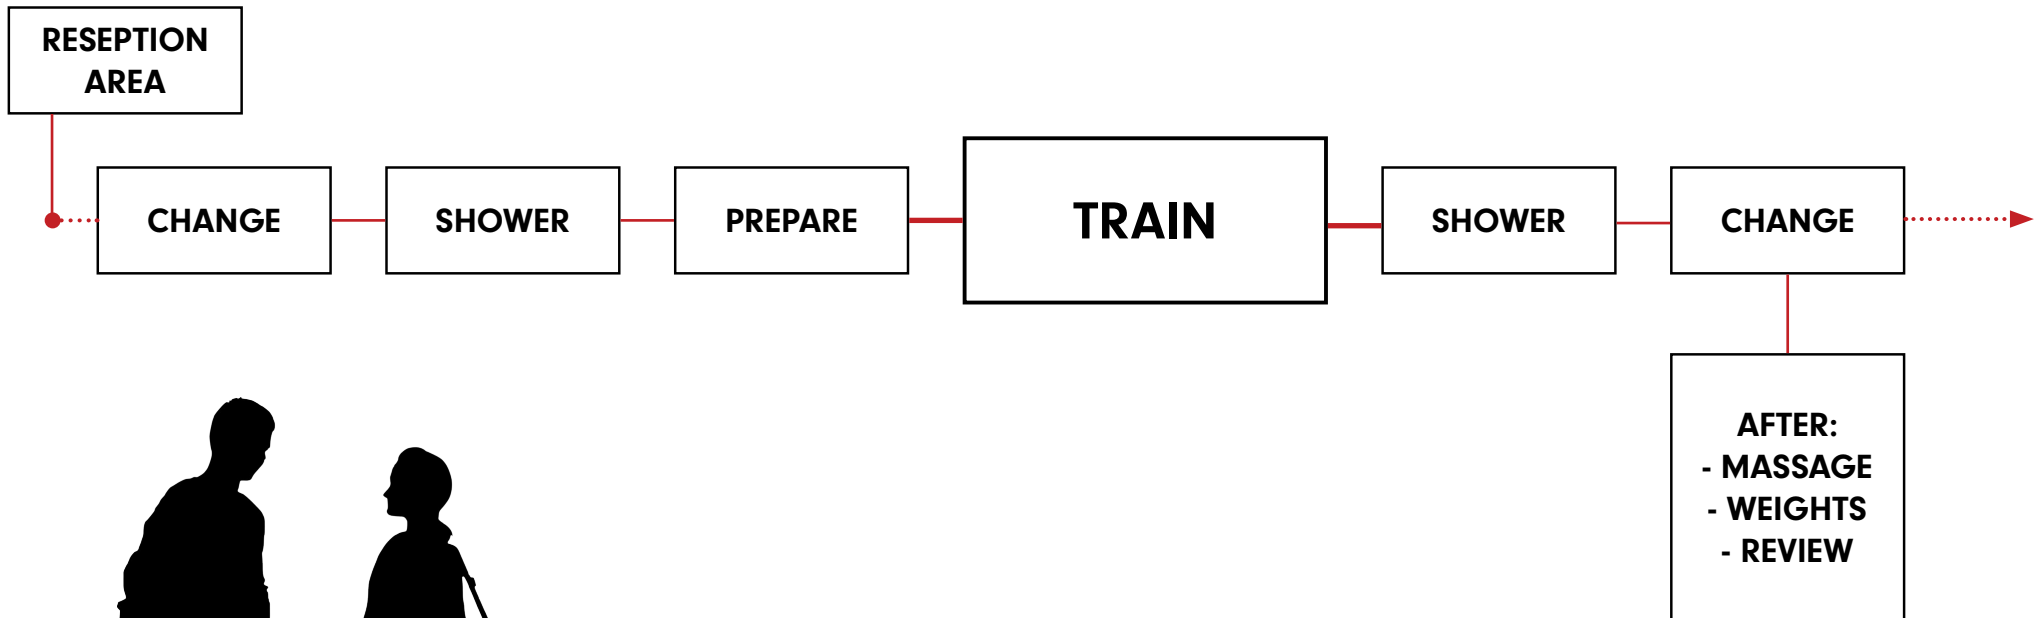 RESEPTION
AREA
CHANGE
SHOWER
PREPARE
TRAIN
SHOWER
CHANGE
AFTER:
- MASSAGE
- WEIGHTS
- REVIEW